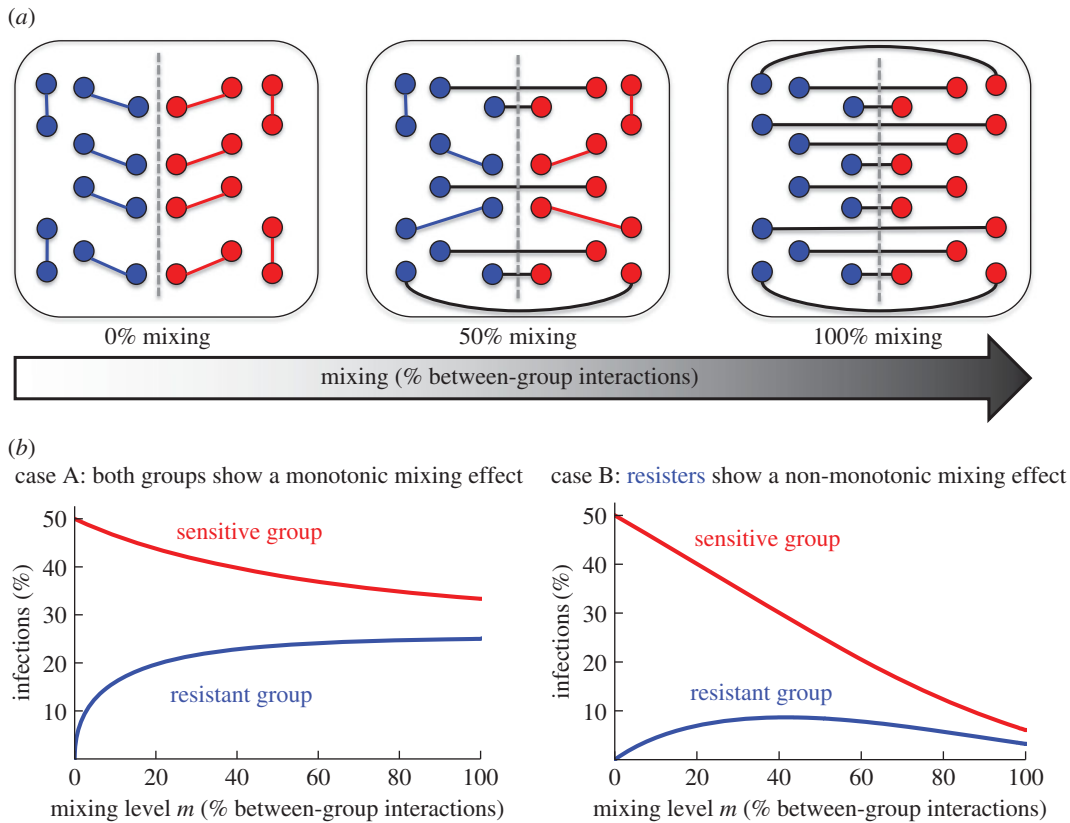 (a)
0% mixing
50% mixing
100% mixing
mixing (% between-group interactions)
(b)
case A: both groups show a monotonic mixing effect
50
40
30
20
10
0
20
40
60
80
100
infections (%)
sensitive group
resistant group
mixing level m (% between-group interactions)
case B: resisters show a non-monotonic mixing effect
50
40
30
20
10
0
20
40
60
80
100
infections (%)
sensitive group
resistant group
mixing level m (% between-group interactions)